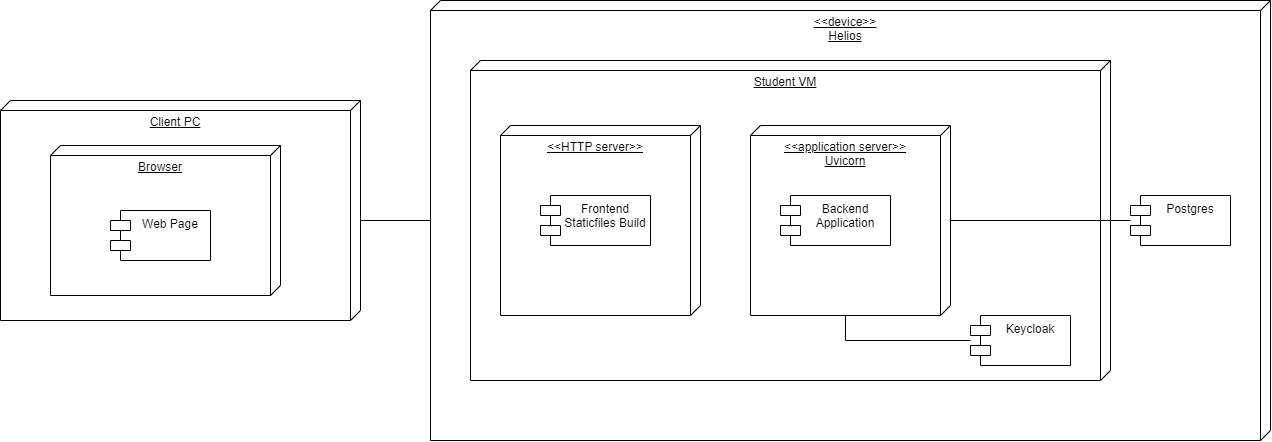 <<device>>
Helios
Student VM
Client PC
Browser
Web Page
<<HTTP server>>
Frontend
Staticfiles Build
<<application server>>
Uvicorn
Backend
Application
Postgres
Keycloak